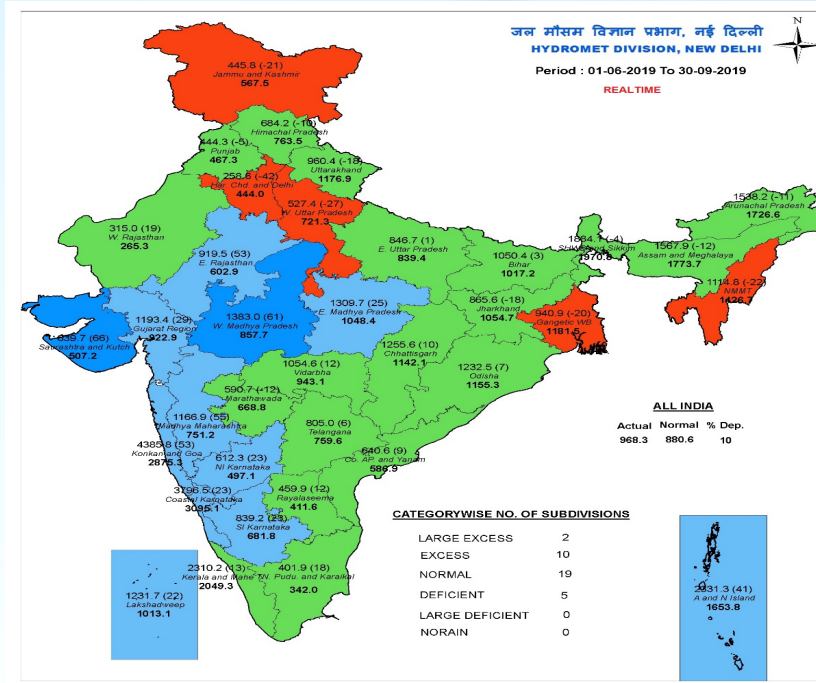 जल मौसम विज्ञान प्रभाग, नई दिल्ली
HYDROMET DIVISION, NEW DELHI
Period : 01-06-2019 To 30-09-2019
REALTIME
N
445.8 (-21)
Jammu and Kashmir
567.5
684.2 (-10)
Himachal Pradesh
763.5
444.3 (-5)
Punjab
467.3
960.4 (-18)
Uttarakhand
1176.9
258.6 (-42)
Har. Chd. and Delhi
444.0
527.4 (-27)
W. Uttar Pradesh
721.3
315.0 (19)
W. Rajasthan
265.3
919.5 (53)
E. Rajasthan
602.9
846.7 (1)
E. Uttar Pradesh
839.4
1050.4 (3)
Bihar
1017.2
1884.7 (-4)
and Sikkim
1970.8
1538.2 (-11)
Arunachal Pradesh
1726.6
1567.9 (-12)
Assam and Meghalaya
1773.7
1114.8 (-22)
NMMT
1426.7
1193.4 (29)
Gujarat Region
922.9
(66)
Saurashtra and Kutch
507.2
1383.0 (61)
W. Madhya Pradesh
857.7
1309.7 (25)
E. Madhya Pradesh
1048.4
865.6 (-18)
Jharkhand
1054.7
940.9 (-20)
Gangetic WB
1181.5
1255.6 (10)
Chhattisgarh
1142.1
1232.5 (7)
Odisha
1155.3
1054.6 (12)
Vidarbha
943.1
590.7 (-12)
Marathawada
668.8
1166.9 (55)
Madhya Maharashtra
751.2
805.0 (6)
Telangana
759.6
4385.8 (53)
Konkan and Goa
2875.3
612.3 (23)
NI Karnataka
497.1
640.6 (9)
Co. AP. and Yanam
586.9
3796.5 (23)
Coastal Karnataka
3095.1
459.9 (12)
Rayalaseema
411.6
839.2 (23)
SI Karnataka
681.8
2310.2 (13)
Kerala and Mahe
2049.3
401.9 (18)
Pudu. and Karaikal
342.0
1231.7 (22)
Lakshadweep
1013.1
2331.3 (41)
A and N Island
1653.8
ALL INDIA
Actual Normal % Dep.
968.3 880.6 10
CATEGORYWISE NO. OF SUBDIVISIONS
LARGE EXCESS 2
EXCESS 10
NORMAL 19
DEFICIENT 5
LARGE DEFICIENT 0
NORAIN 0